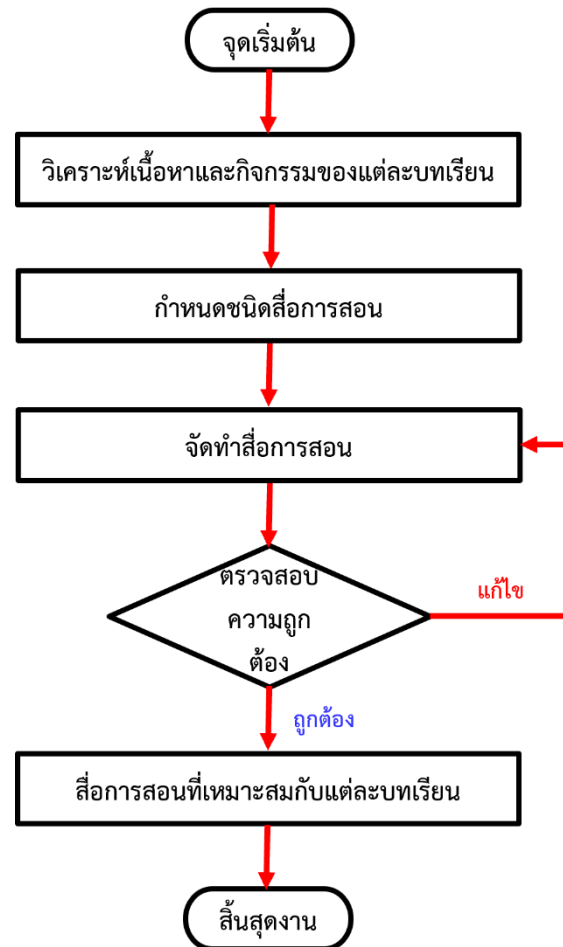 จุดเริ่มต้น
วิเคราะห์เนื้อหาและกิจกรรมของแต่ละบทเรียน
กำหนดชนิดสื่อการสอน
จัดทำสื่อการสอน
ตรวจสอบ
ความถูก
ต้อง
แก้ไข
ถูกต้อง
สื่อการสอนที่เหมาะสมกับแต่ละบทเรียน
สิ้นสุดงาน